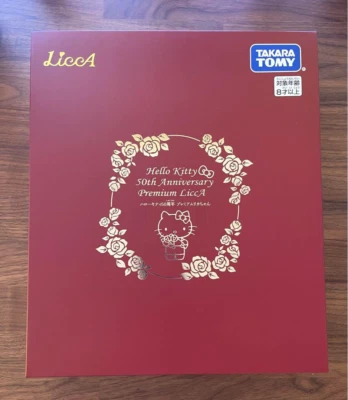 LiccA
TAKARA
TOMY
対象年齢
8才以上
Hello Kitty
50th Anniversary
Premium LiccA
ハローキティ50周年 プレミアムリカちゃん